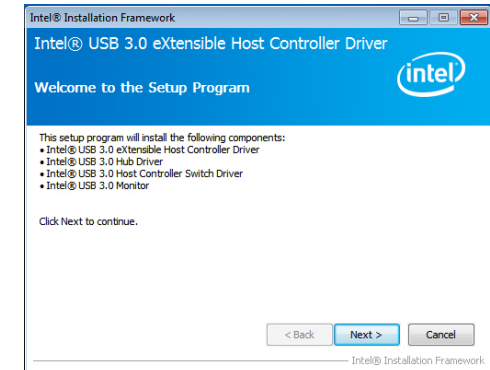 Intel® Installation Framework
Intel® USB 3.0 eXtensible Host Controller Driver
intel
Welcome to the Setup Program
This setup program will install the following components:
• Intel® USB 3.0 eXtensible Host Controller Driver
• Intel® USB 3.0 Hub Driver
• Intel® USB 3.0 Host Controller Switch Driver
• Intel® USB 3.0 Monitor
Click Next to continue.
< Back Next > Cancel
Intel® Installation Framework